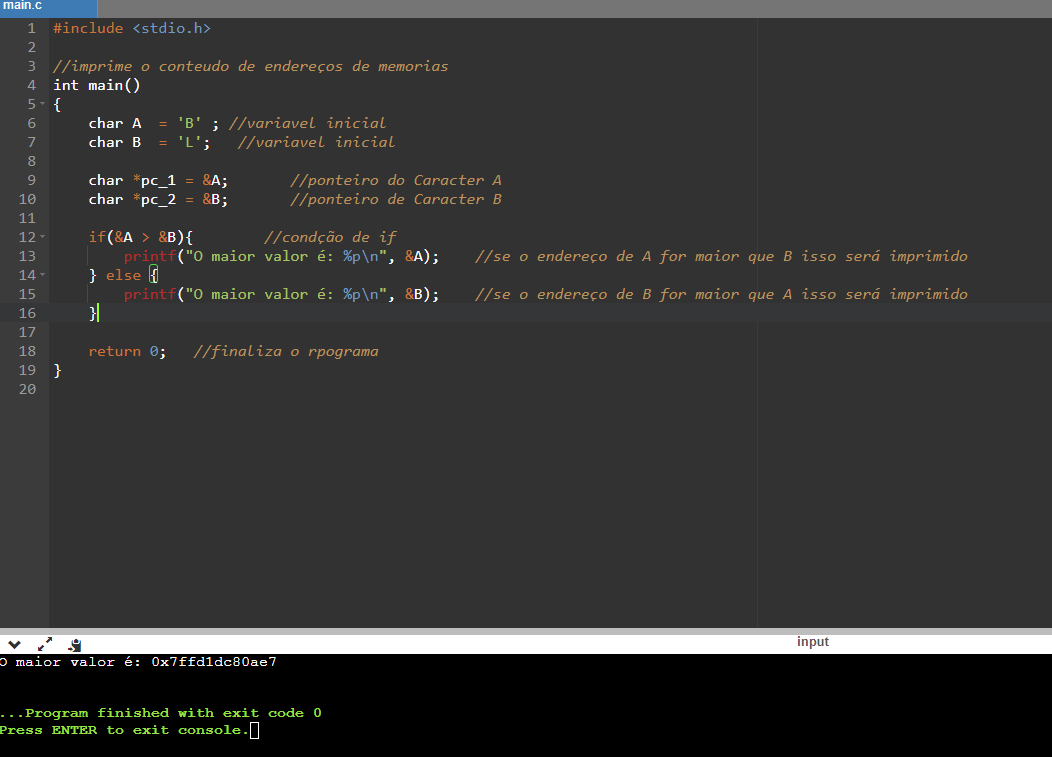 main.c
1 #include <stdio.h>
2
3 //imprime o conteudo de endereços de memorias
4 int main()
5 {
6     char A  = 'B' ; //variavel inicial
7     char B  = 'L';   //variavel inicial
8
9     char *pc_1 = &A;       //ponteiro do Caracter A
10     char *pc_2 = &B;       //ponteiro de Caracter B
11
12     if(&A > &B){        //condção de if
13         printf("O maior valor é: %p\n", &A);    //se o endereço de A for maior que B isso será imprimido
14     } else {
15         printf("O maior valor é: %p\n", &B);    //se o endereço de B for maior que A isso será imprimido
16     }
17
18     return 0;   //finaliza o rpograma
19 }
20
input
O maior valor é: 0x7ffd1dc80ae7
...Program finished with exit code 0
Press ENTER to exit console.